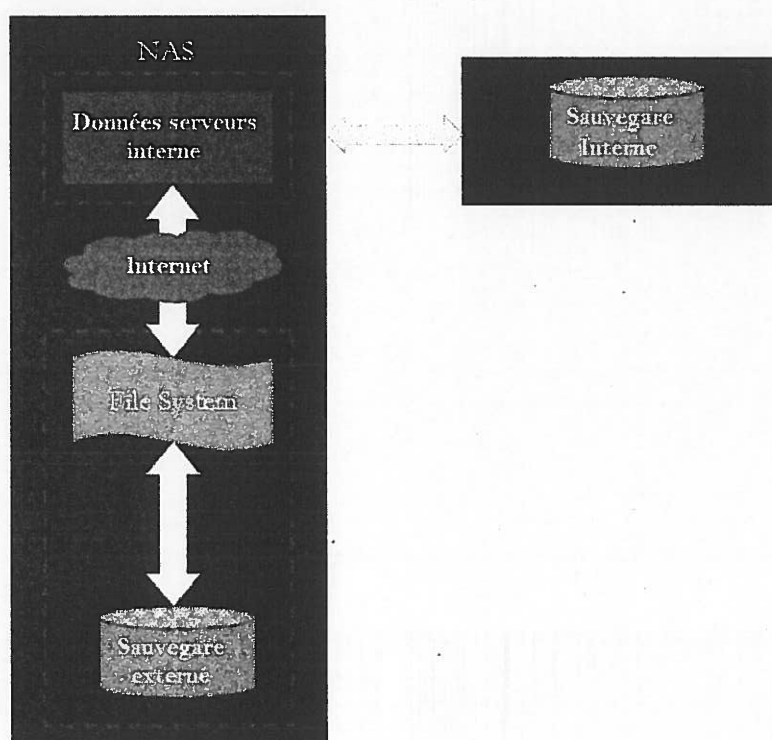 NAS
Données serveurs
interne
Internet
File System
Sauvegare
externe
Sauvegare
Interne